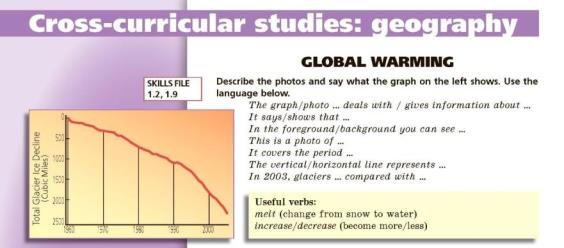 Cross-curricular studies: geography
GLOBAL WARMING
SKILLS FILE
1.2, 1.9
Describe the photos and say what the graph on the left shows. Use the
language below.
The graph/photo ... deals with / gives information about ...
It says/shows that ...
In the foreground/background you can see ...
This is a photo of ...
It covers the period ...
The vertical/horizontal line represents ...
In 2003, glaciers ... compared with ...
Useful verbs:
melt (change from snow to water)
increase/decrease (become more/less)
Total Glacier Ice Decline
(Cubic Miles)
0
500
1000
1500
2000
2500
1960 1970 1980 1990 2000